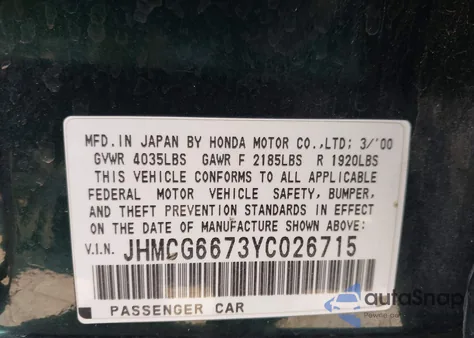 MFD. IN JAPAN BY HONDA MOTOR CO.,LTD; 3/'00
GVWR 4035LBS GAWR F 2185LBS R 1920LBS
THIS VEHICLE CONFORMS TO ALL APPLICABLE
FEDERAL MOTOR VEHICLE SAFETY, BUMPER,
AND THEFT PREVENTION STANDARDS IN EFFECT
ON THE DATE OF MANUFACTURE SHOWN ABOVE:
V.I.N. JHMCG6673YC026715
PASSENGER CAR
autoSnap